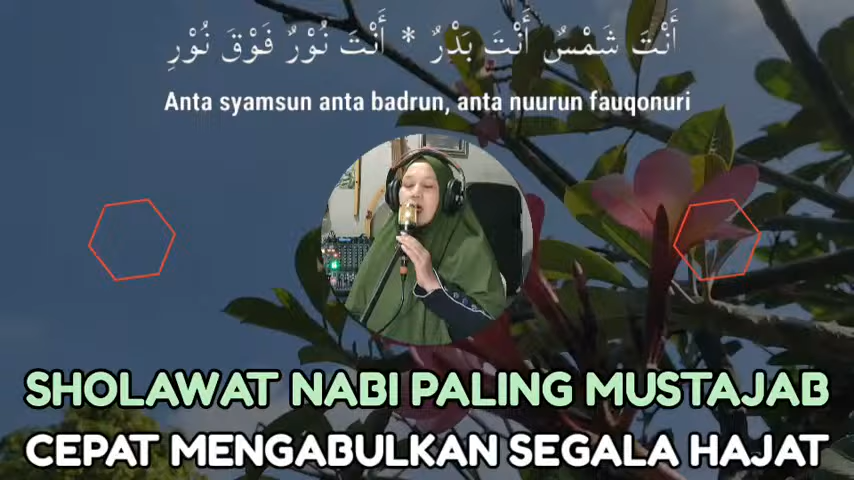 أَنْتَ شَمْسٌ أَنْتَ بَدْرٌ * أَنْتَ نُوْرٌ فَوْقَ نُوْرِ
Anta syamsun anta badrun, anta nuurun fauqonuri
SHOLAWAT NABI PALING MUSTAJAB
CEPAT MENGABULKAN SEGALA HAJAT